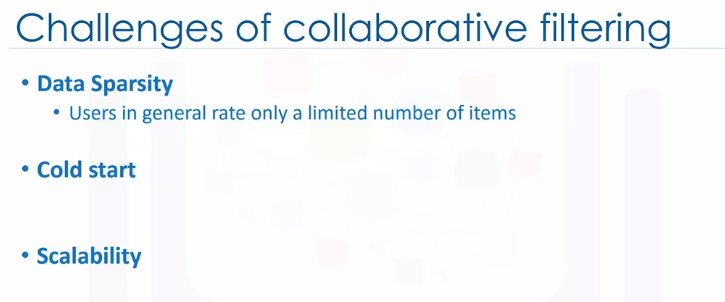 Challenges of collaborative filtering
• Data Sparsity
• Users in general rate only a limited number of items
• Cold start
• Scalability